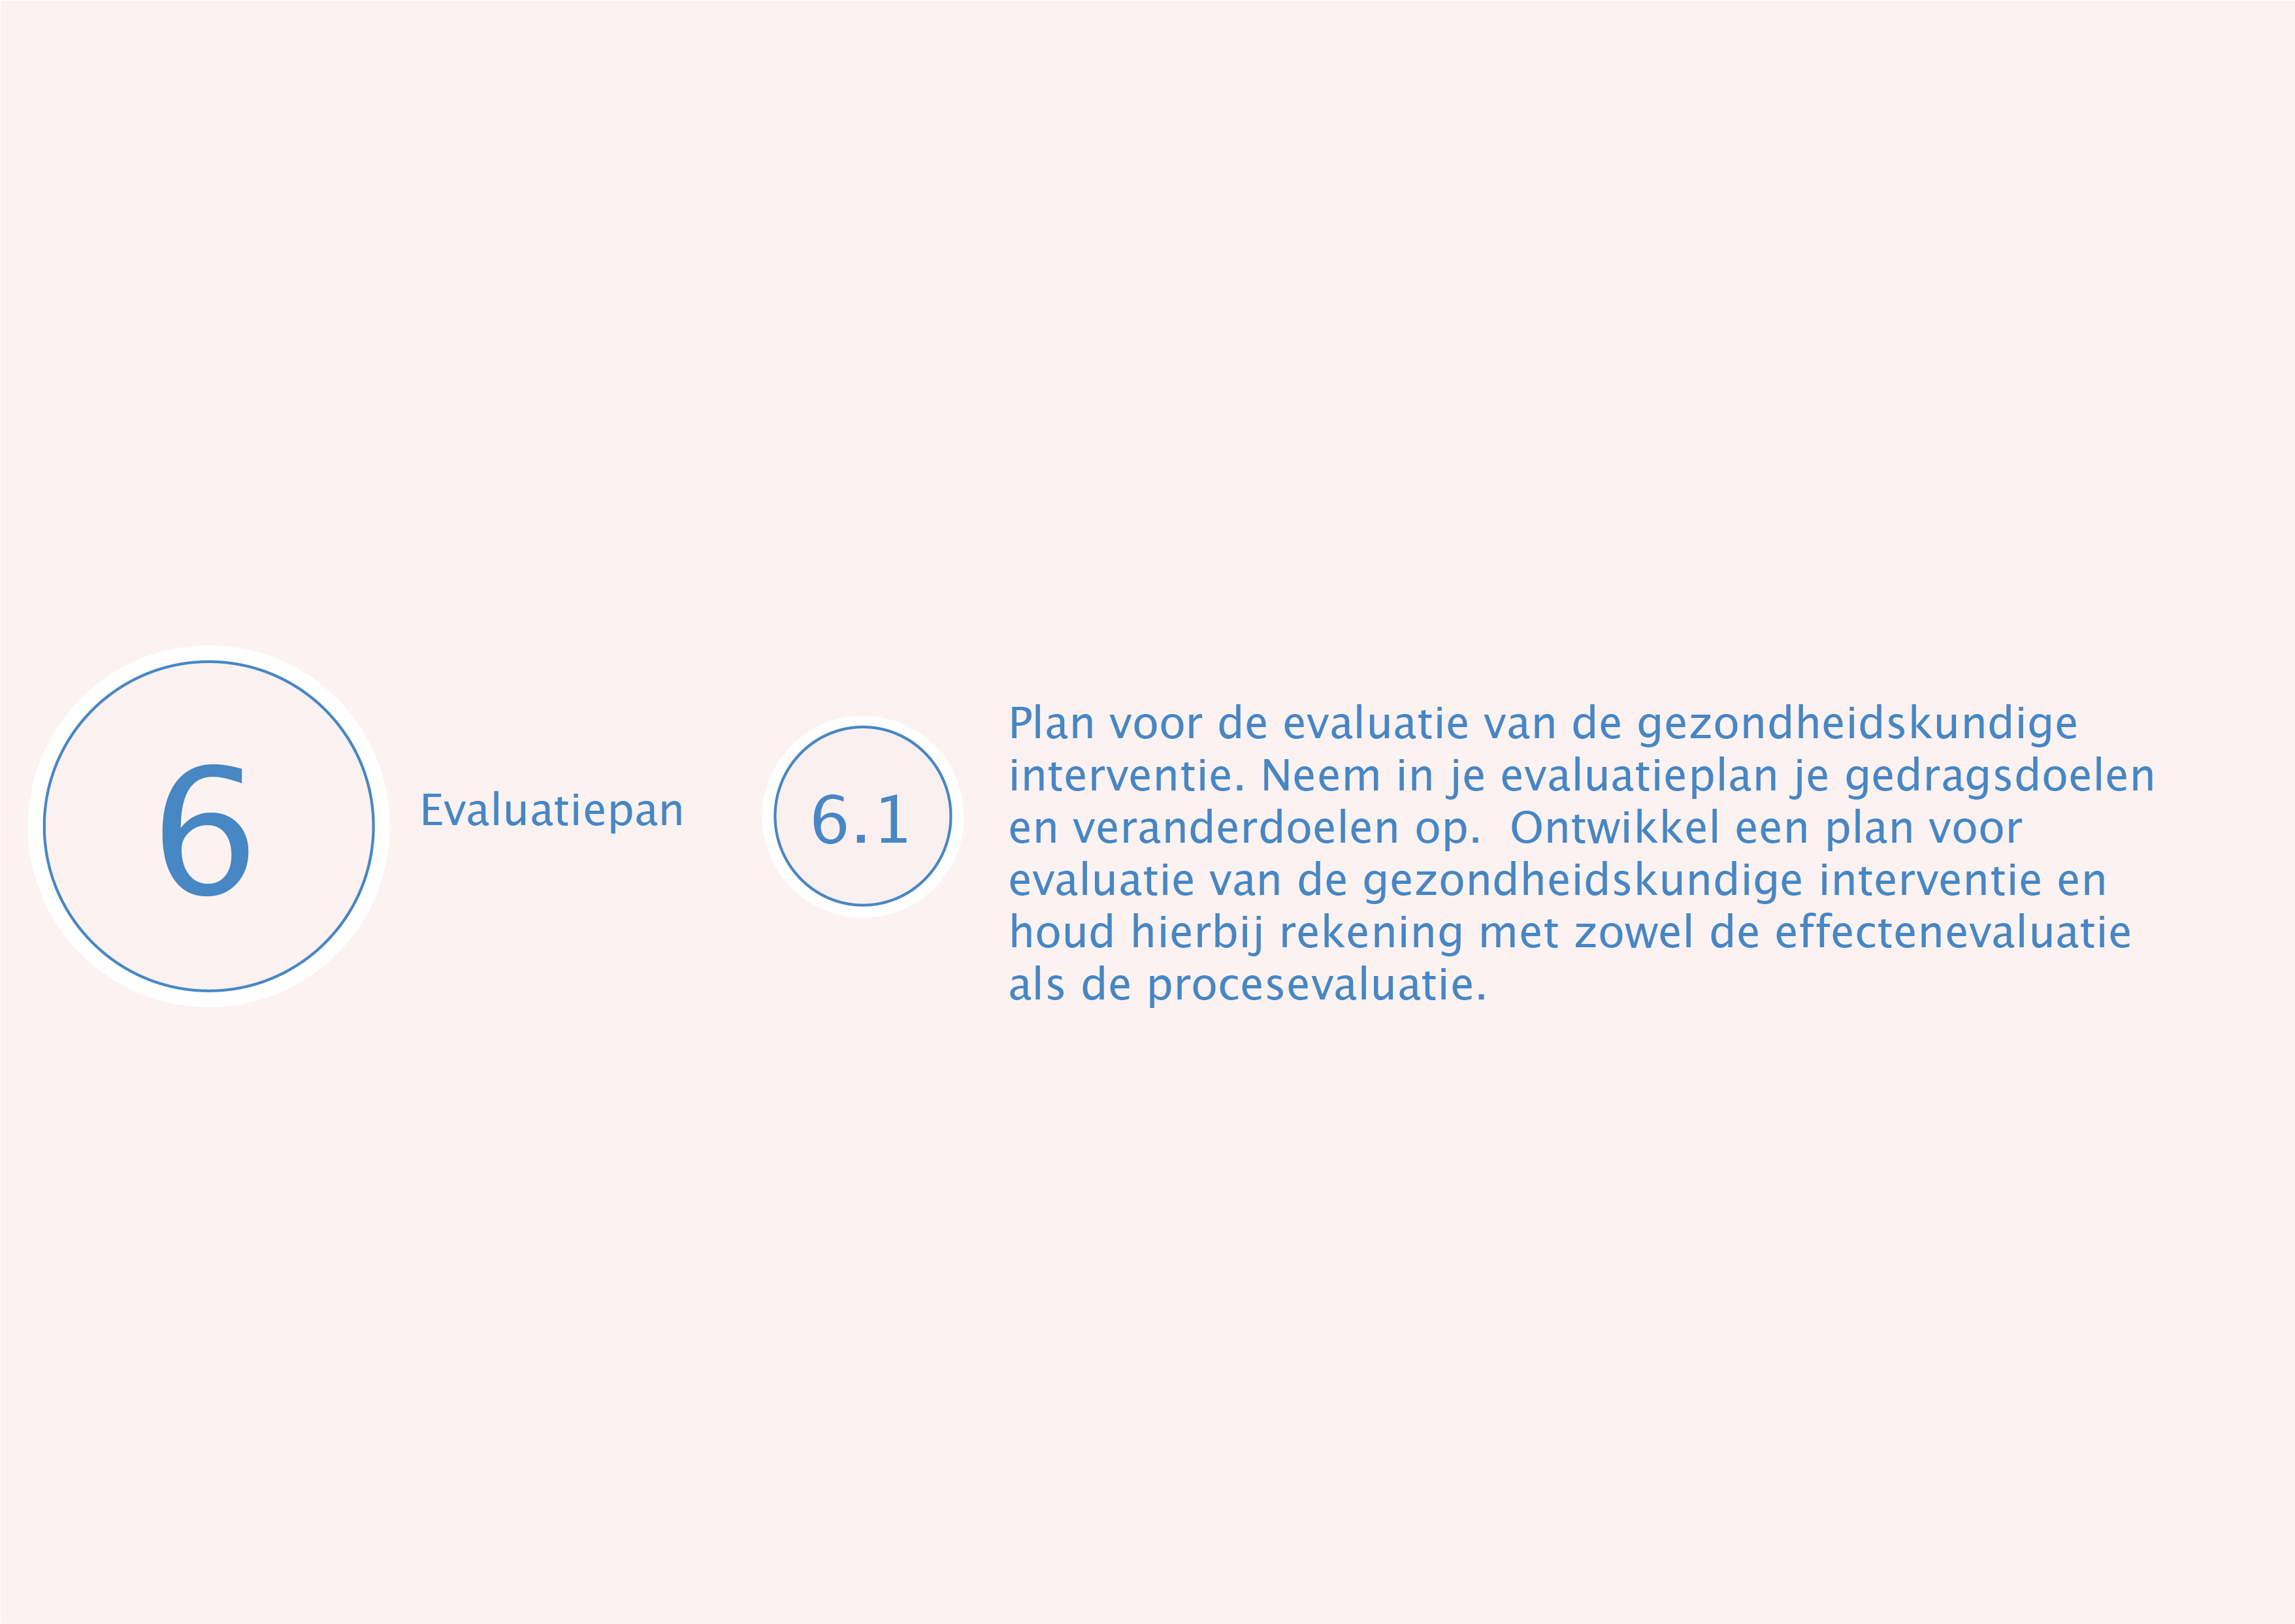 6
Evaluatiepan
6.1
Plan voor de evaluatie van de gezondheidskundige
interventie. Neem in je evaluatieplan je gedragsdoelen
en veranderdoelen op.  Ontwikkel een plan voor
evaluatie van de gezondheidskundige interventie en
houd hierbij rekening met zowel de effectenevaluatie
als de procesevaluatie.